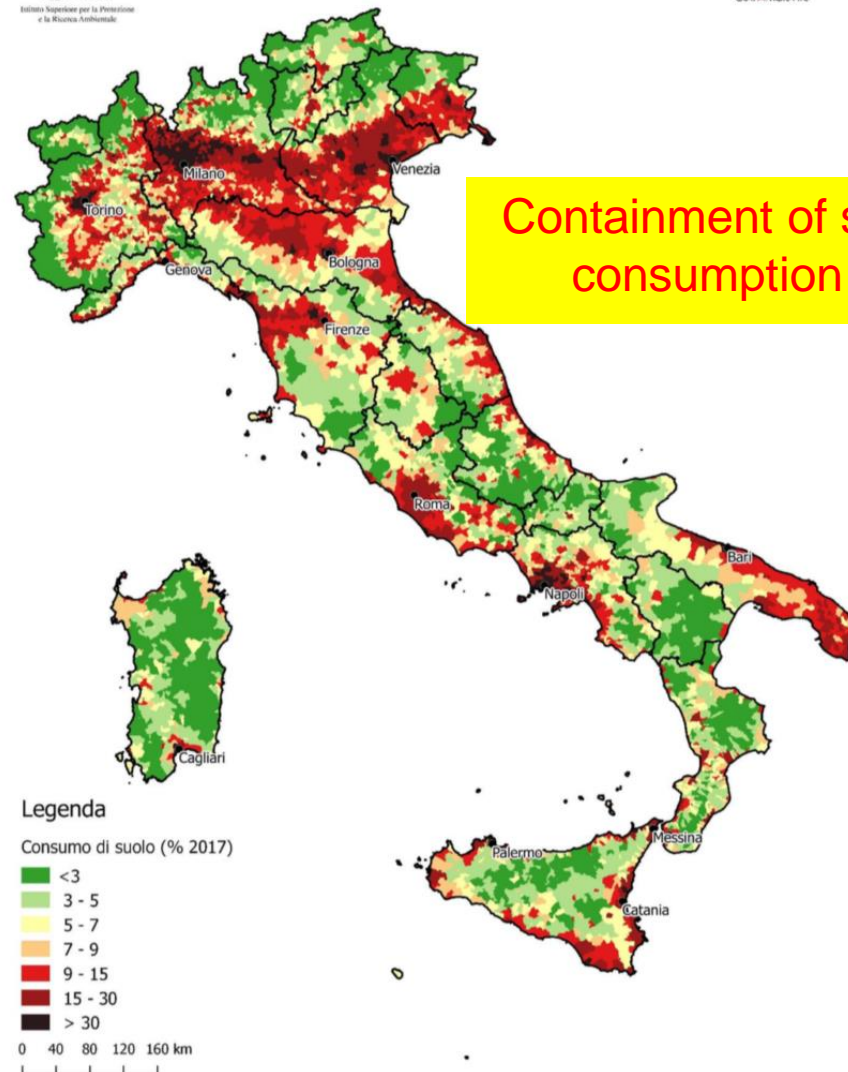 Istituto Superiore per la Protezione
e la Ricerca Ambientale
Containment of s
consumption
Milano
Venezia
Torino
Genova
Bologna
Firenze
Roma
Bari
Napoli
Cagliari
Messina
Palermo
Catania
Legenda
Consumo di suolo (% 2017)
<3
3 - 5
5 - 7
7 - 9
9 - 15
15 - 30
> 30
0 40 80 120 160 km